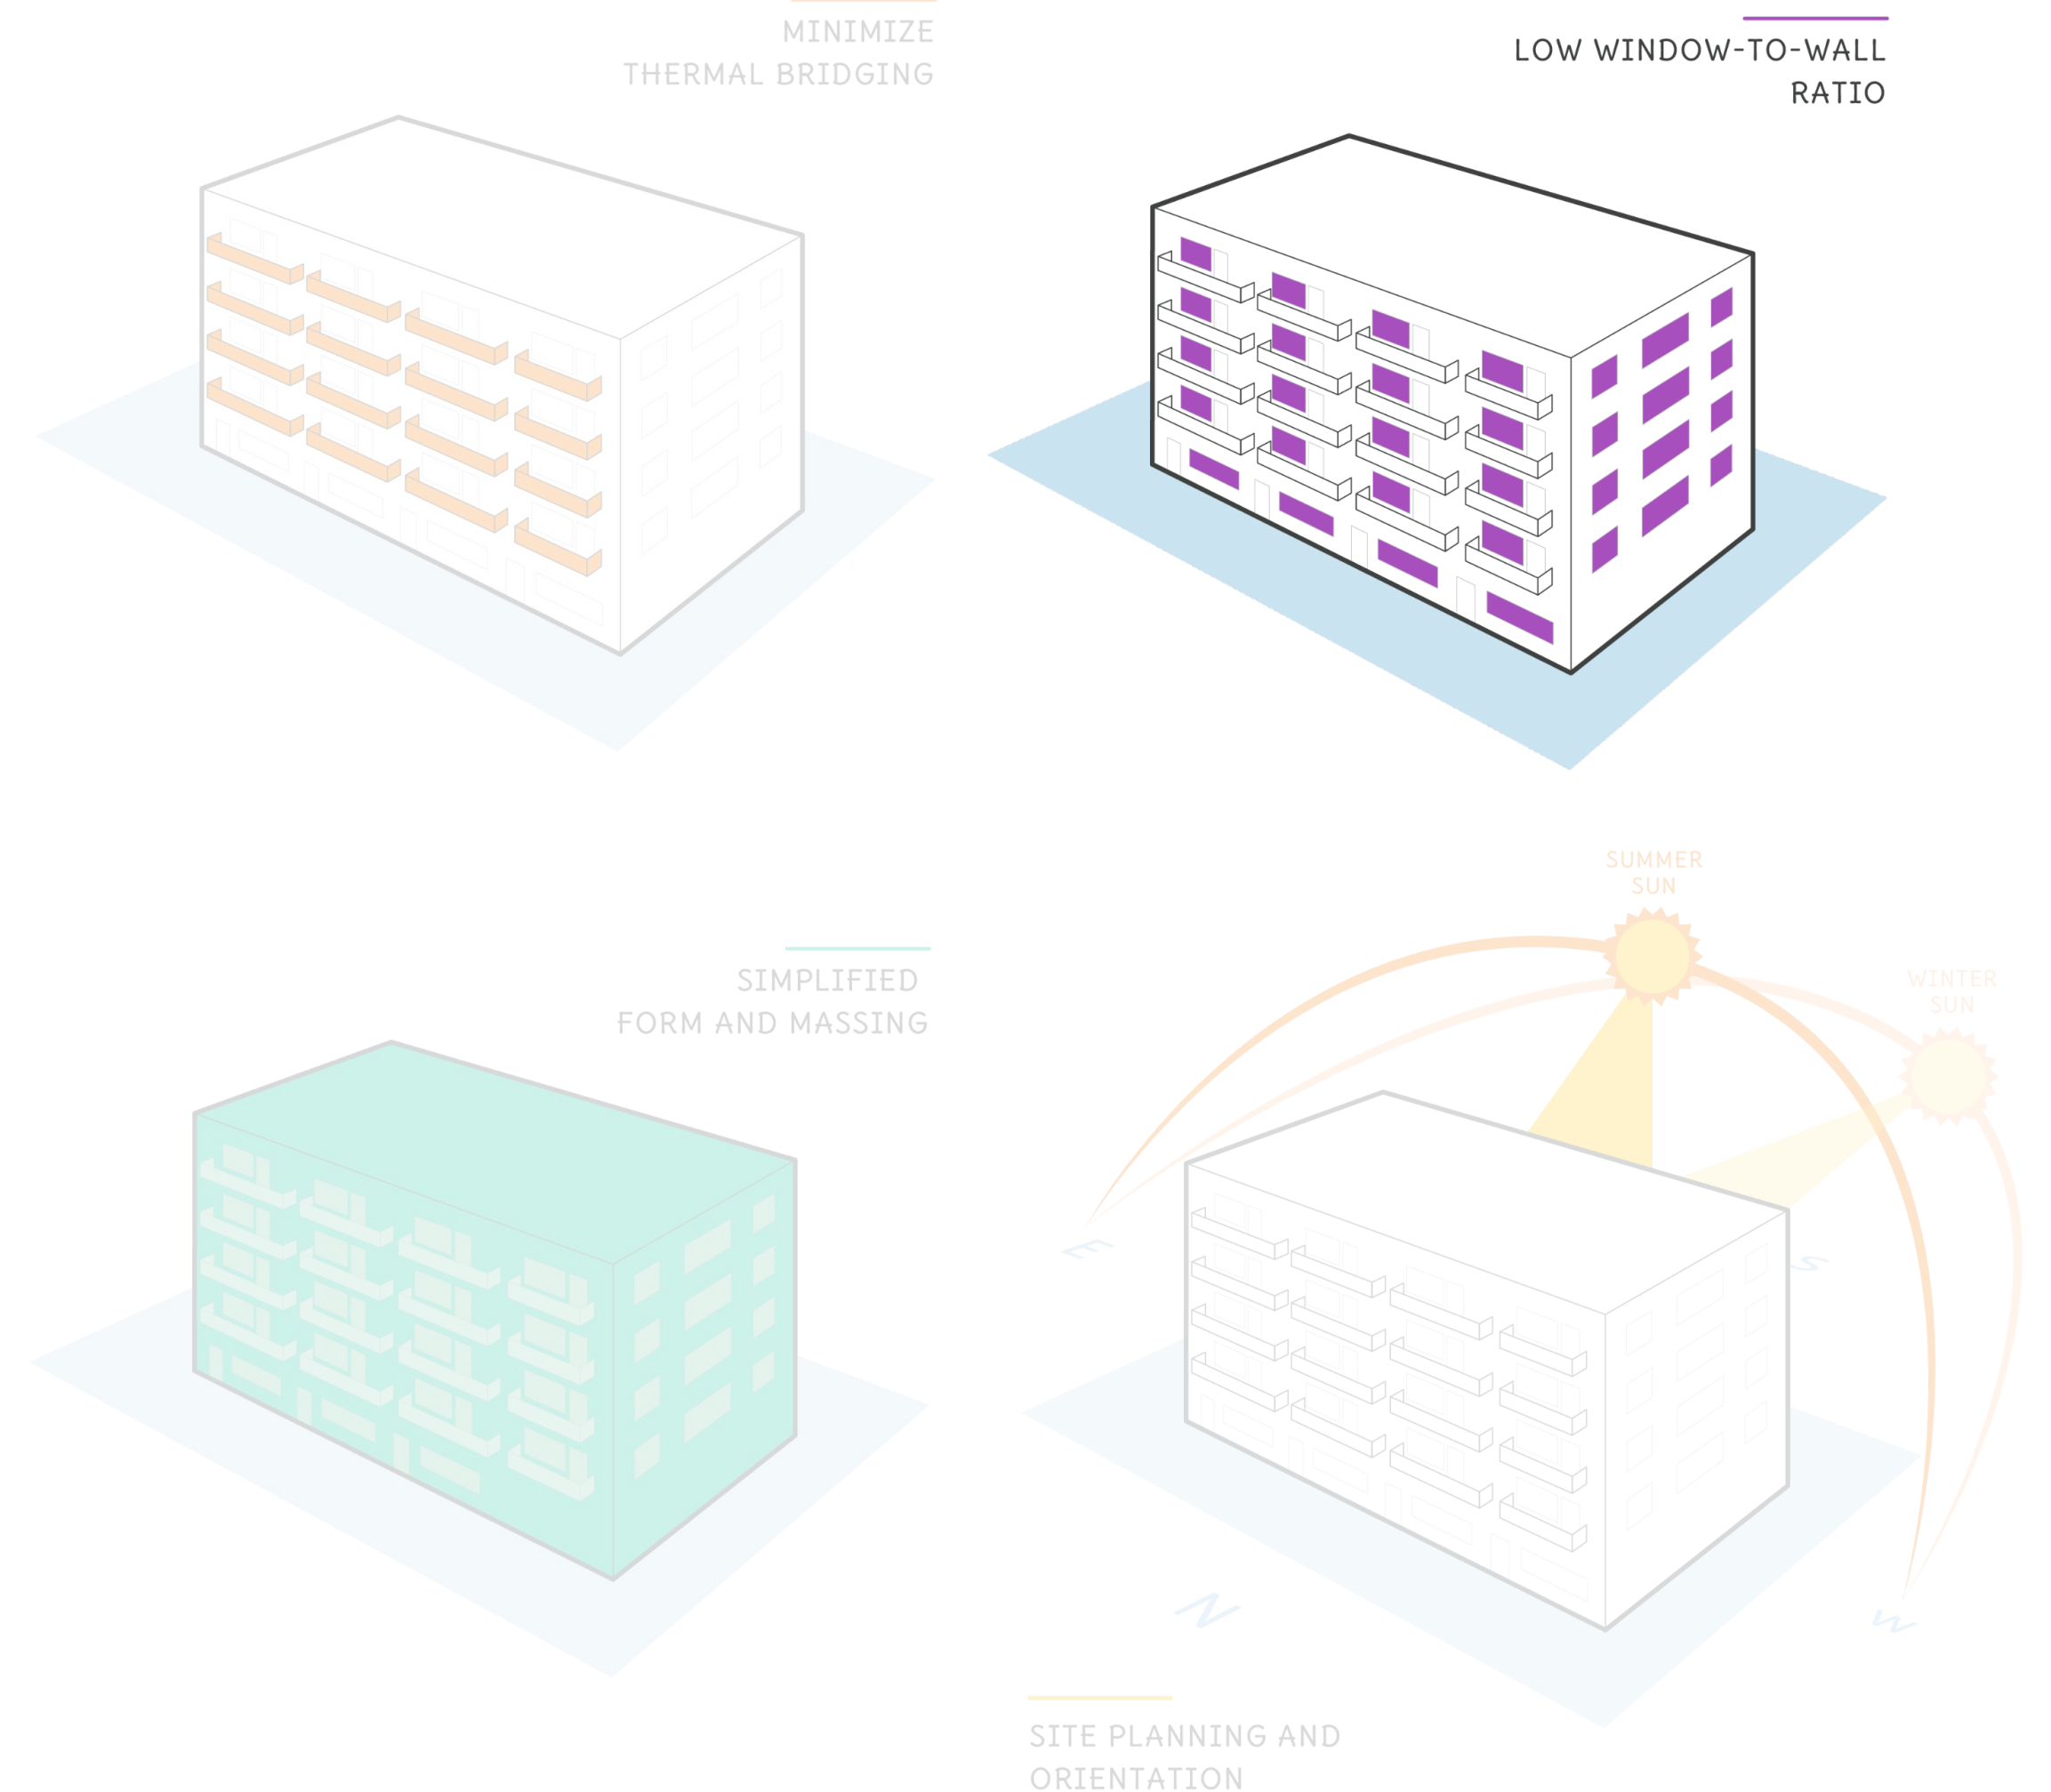 MINIMIZE
THERMAL BRIDGING
LOW WINDOW-TO-WALL
RATIO
SIMPLIFIED
FORM AND MASSING
SUMMER
SUN
WINTER
SUN
E
S
N
W
SITE PLANNING AND
ORIENTATION